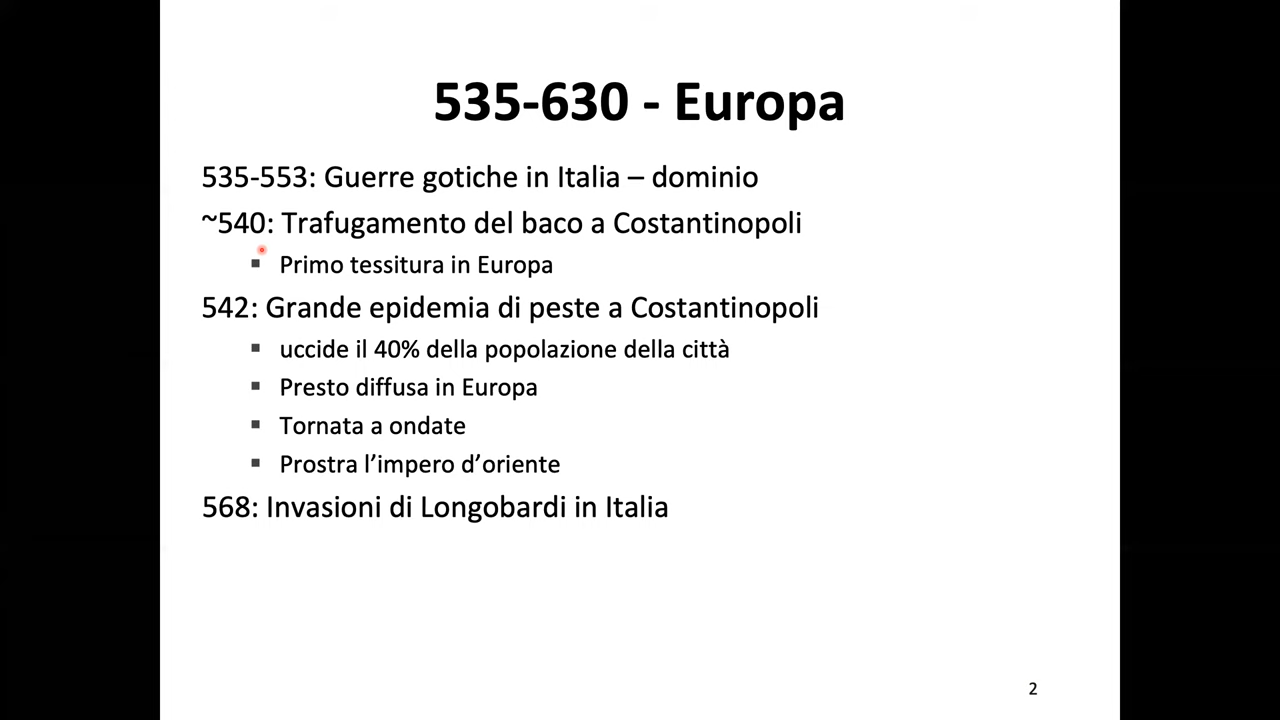 535-630 - Europa
535-553: Guerre gotiche in Italia – dominio
~540: Trafugamento del baco a Costantinopoli
▪ Primo tessitura in Europa
542: Grande epidemia di peste a Costantinopoli
▪ uccide il 40% della popolazione della città
▪ Presto diffusa in Europa
▪ Tornata a ondate
▪ Prostra l’impero d’oriente
568: Invasioni di Longobardi in Italia
2